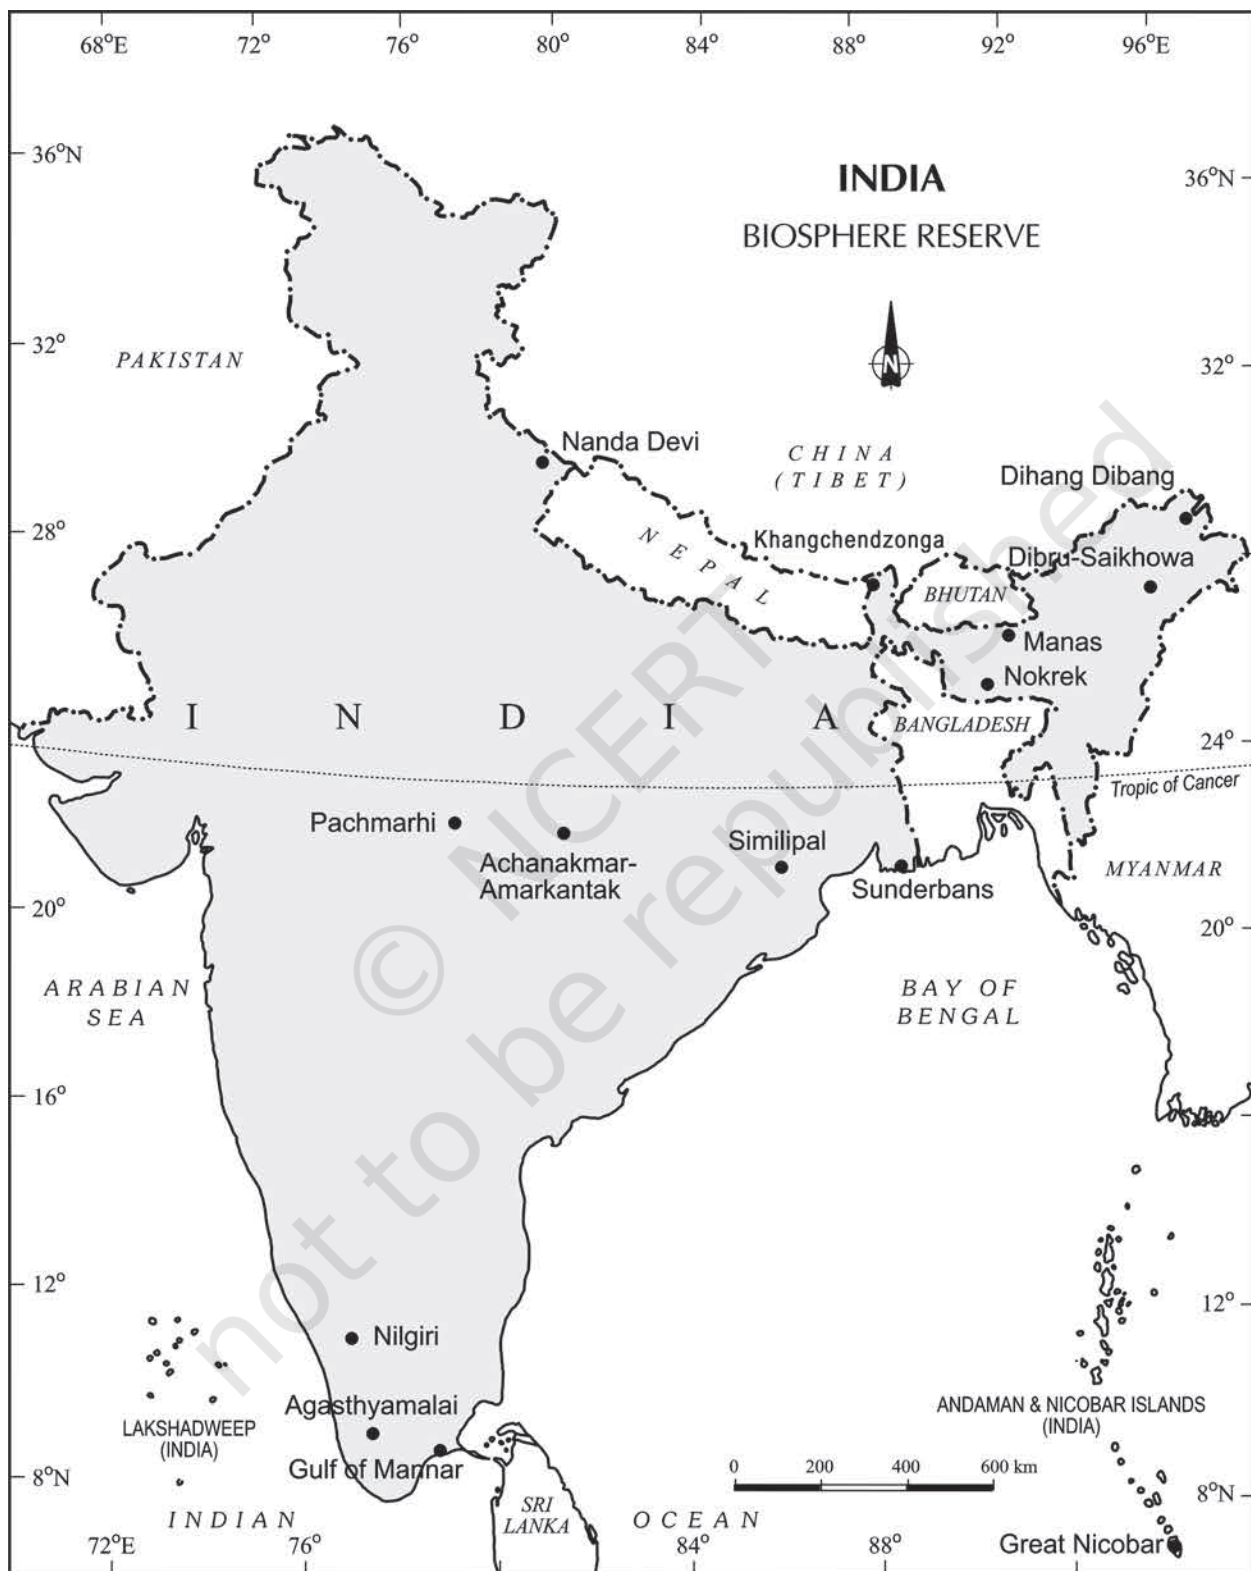 68°E 72° 76° 80° 84° 88° 92° 96°E
36°N
INDIA
36°N
BIOSPHERE RESERVE
32°
PAKISTAN
N
32°
Nanda Devi
CHINA
(TIBET)
Dihang Dibang
28°
NEPAL
Khangchendzonga
Dibru-Saikhowa
BHUTAN
Manas
Nokrek
INDIA
BANGLADESH
24°
Tropic of Cancer
Pachmarhi
Achanakmar-
Amarkantak
Similipal
Sunderbans
MYANMAR
20°
20°
ARABIAN
SEA
BAY OF
BENGAL
16°
12°
12°
Nilgiri
Agasthyamalai
LAKSHADWEEP
(INDIA)
Gulf of Mannar
ANDAMAN & NICOBAR ISLANDS
(INDIA)
0 200 400 600 km
8°N
8°N
SRI
LANKA
INDIAN OCEAN
Great Nicobar
72°E 76° 84° 88°
© NCERT
not to be republished